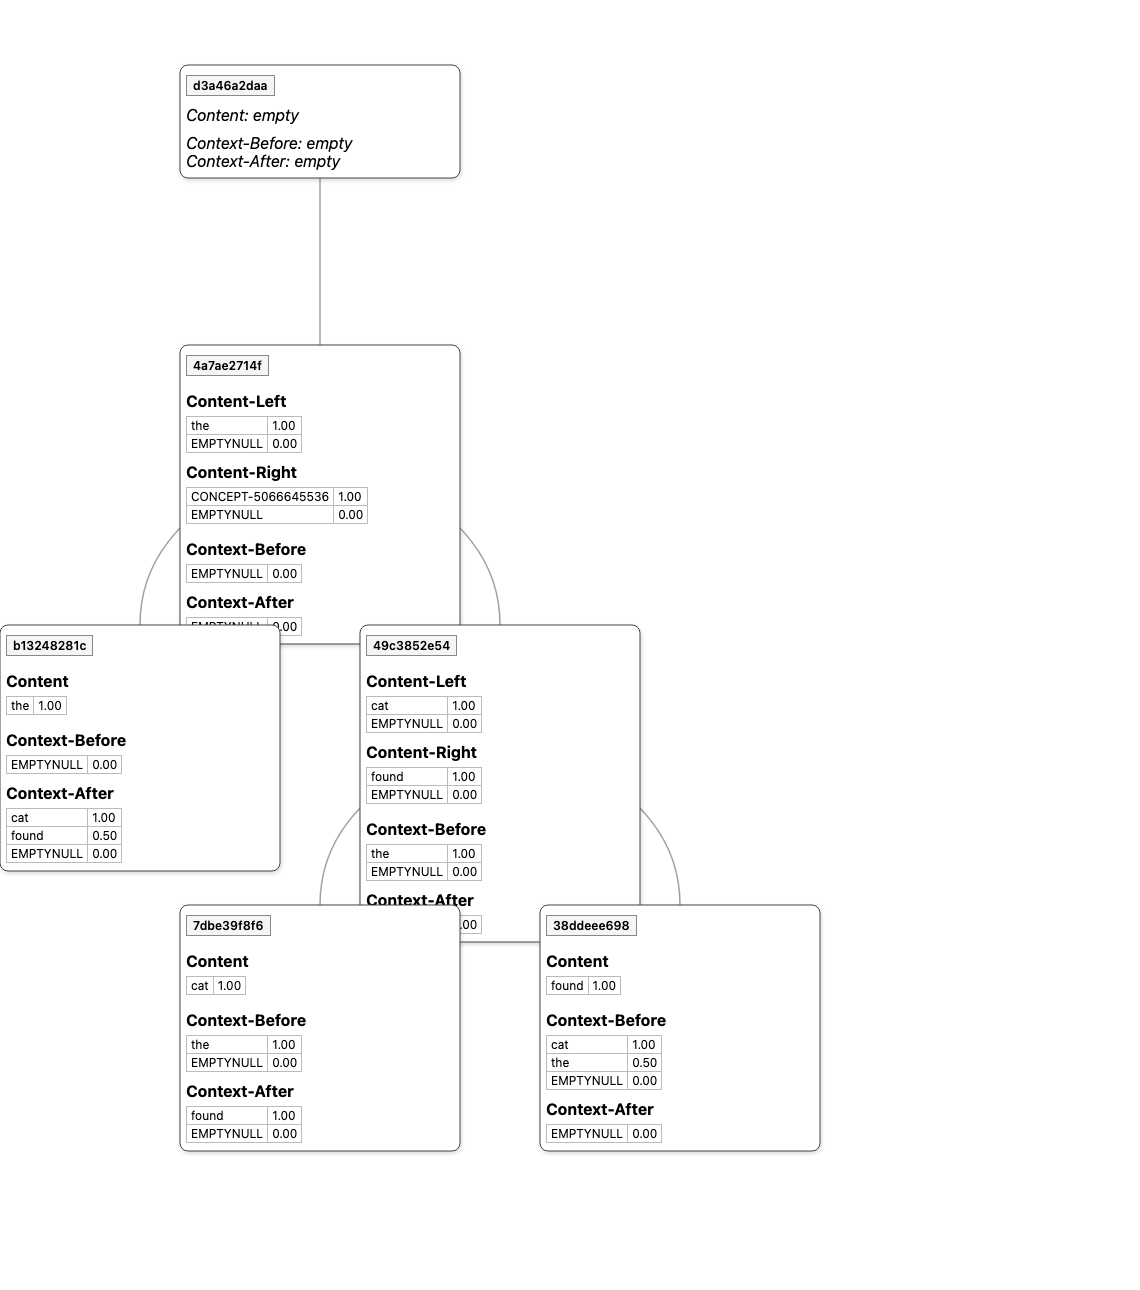 d3a46a2daa
Content: empty
Context-Before: empty
Context-After: empty
4a7ae2714f
Content-Left
the 1.00
EMPTYNULL 0.00
Content-Right
CONCEPT-5066645536 1.00
EMPTYNULL 0.00
Context-Before
EMPTYNULL 0.00
Context-After
EMPTYNULL 0.00
b13248281c
Content
the 1.00
Context-Before
EMPTYNULL 0.00
Context-After
cat 1.00
found 0.50
EMPTYNULL 0.00
49c3852e54
Content-Left
cat 1.00
EMPTYNULL 0.00
Content-Right
found 1.00
EMPTYNULL 0.00
Context-Before
the 1.00
EMPTYNULL 0.00
Context-After
.00
7dbe39f8f6
Content
cat 1.00
Context-Before
the 1.00
EMPTYNULL 0.00
Context-After
found 1.00
EMPTYNULL 0.00
38ddeee698
Content
found 1.00
Context-Before
cat 1.00
the 0.50
EMPTYNULL 0.00
Context-After
EMPTYNULL 0.00